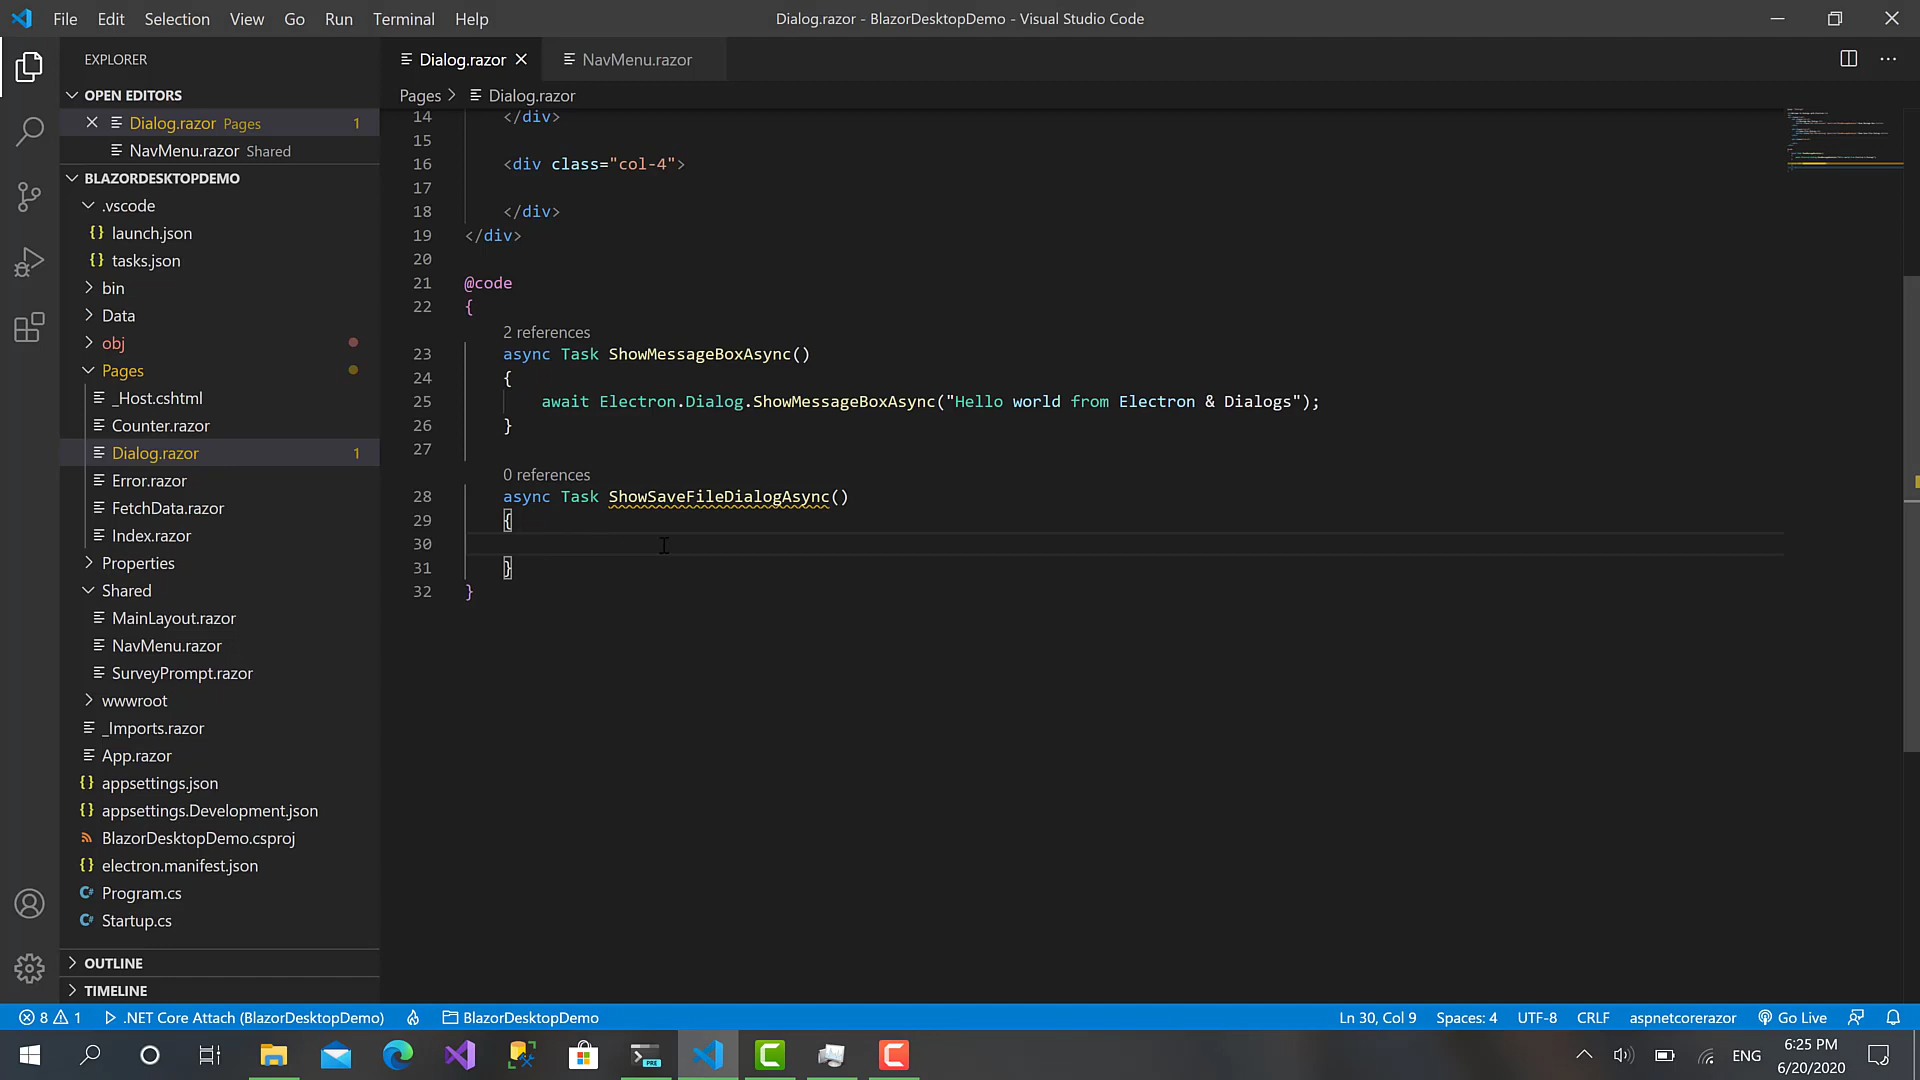 File Edit Selection View Go Run Terminal Help
Dialog.razor - BlazorDesktopDemo - Visual Studio Code
EXPLORER
OPEN EDITORS
Dialog.razor Pages 1
NavMenu.razor Shared
BLAZORDESKTOPDEMO
.vscode
launch.json
tasks.json
bin
Data
obj
Pages
_Host.cshtml
Counter.razor
Dialog.razor 1
Error.razor
FetchData.razor
Index.razor
Properties
Shared
MainLayout.razor
NavMenu.razor
SurveyPrompt.razor
wwwroot
_Imports.razor
App.razor
appsettings.json
appsettings.Development.json
BlazorDesktopDemo.csproj
electron.manifest.json
Program.cs
Startup.cs
OUTLINE
TIMELINE
Dialog.razor
NavMenu.razor
Pages > Dialog.razor
14 </div>
15
16 <div class="col-4">
17
18 </div>
19 </div>
20
21 @code
22 {
2 references
23 async Task ShowMessageBoxAsync()
24 {
25 await Electron.Dialog.ShowMessageBoxAsync("Hello world from Electron & Dialogs");
26 }
27
0 references
28 async Task ShowSaveFileDialogAsync()
29 {
30
31 }
32 }
8 1 .NET Core Attach (BlazorDesktopDemo) BlazorDesktopDemo
Ln 30, Col 9 Spaces: 4 UTF-8 CRLF aspnetcorerazor Go Live
ENG
6:25 PM
6/20/2020